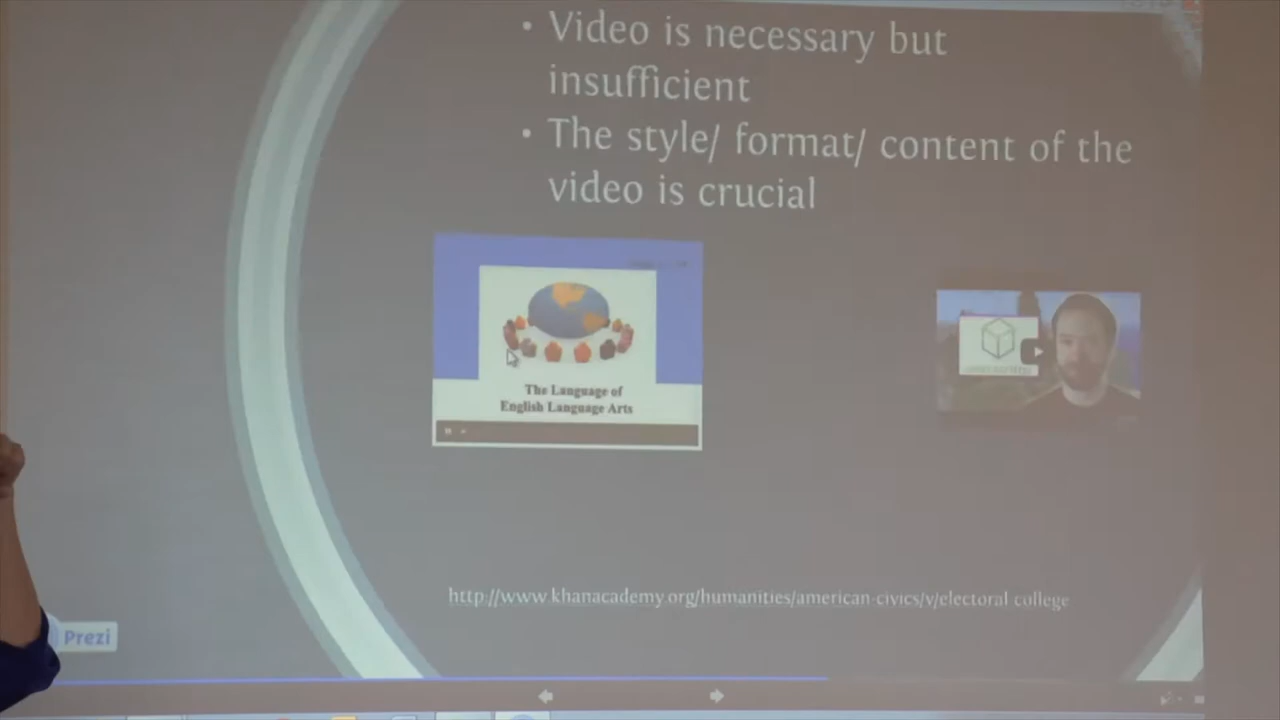 • Video is necessary but
insufficient
• The style/ format/ content of the
video is crucial
The Language of
English Language Arts
http://www.khanacademy.org/humanities/american-civics/v/electoral college
Prezi